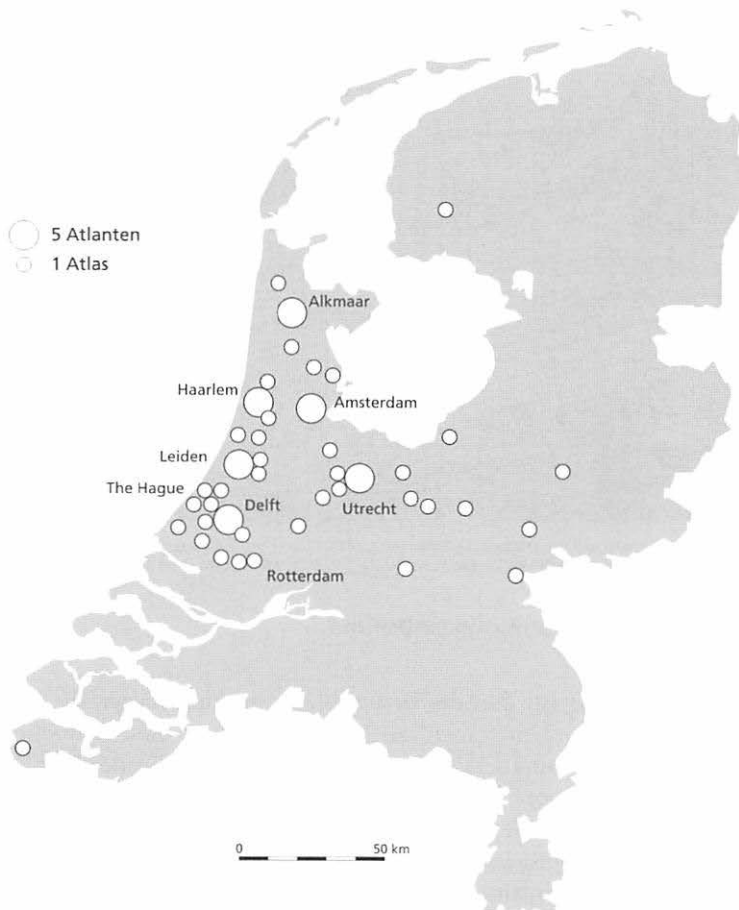 5 Atlanten
1 Atlas
Alkmaar
Haarlem
Amsterdam
Leiden
The Hague
Delft
Utrecht
Rotterdam
0 50 km